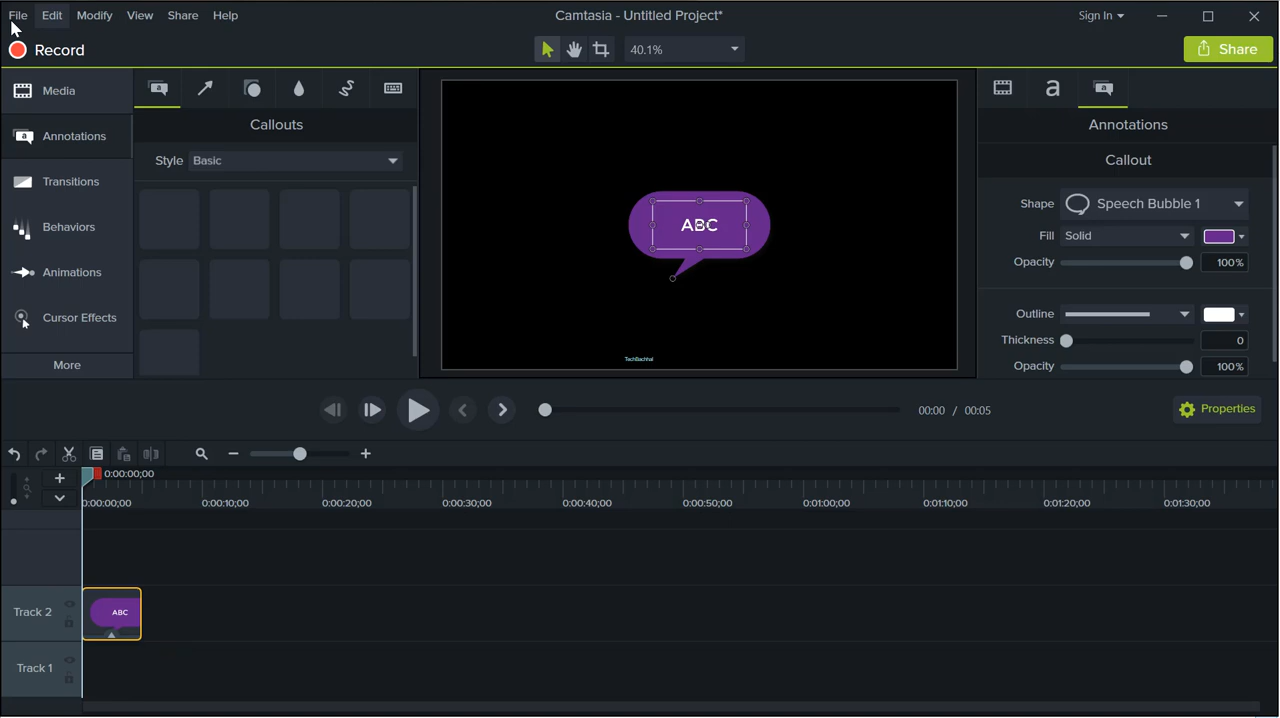 File Edit Modify View Share Help
Camtasia - Untitled Project*
Sign In
Record
40.1%
Share
Media
Annotations
Transitions
Behaviors
Animations
Cursor Effects
More
Callouts
Style Basic
ABC
TechBachhal
Annotations
Callout
Shape Speech Bubble 1
Fill Solid
Opacity 100%
Outline
Thickness 0
Opacity 100%
00:00 / 00:05
Properties
0:00:00;00
0:00:00;00 0:00:10;00 0:00:20;00 0:00:30;00 0:00:40;00 0:00:50;00 0:01:00;00 0:01:10;00 0:01:20;00 0:01:30;00
Track 2
ABC
Track 1